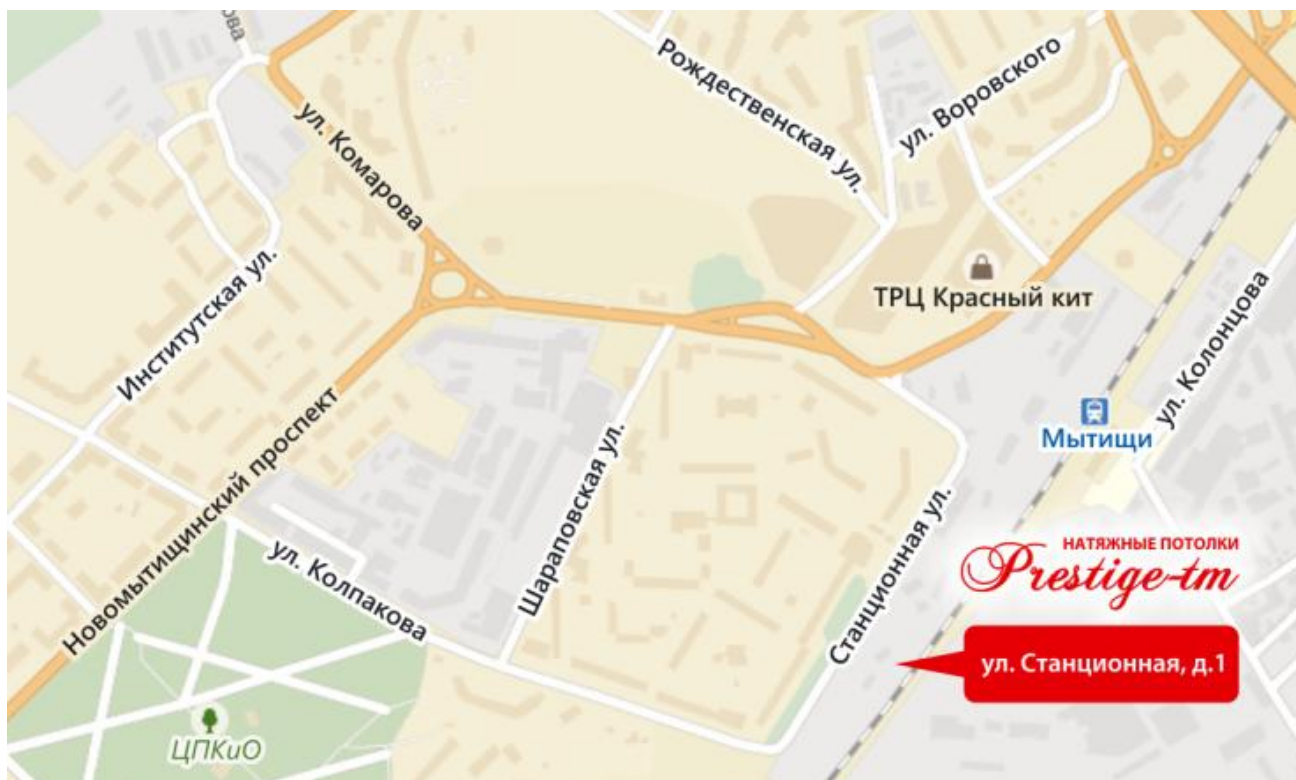 ова
Рождественская ул.
ул. Воровского
ул. Комарова
Институтская ул.
ТРЦ Красный кит
ул. Колонцова
Мытищи
Новомытищинский проспект
Шараповская ул.
Станционная ул.
ул. Колпакова
НАТЯЖНЫЕ ПОТОЛКИ
Prestige-tm
ул. Станционная, д.1
ЦПКиО